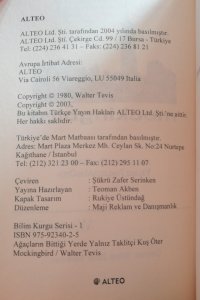 ALTEO
ALTEO Ltd. Şti. tarafından 2004 yılında basılmıştır.
ALTEO Ltd. Şti. Çekirge Cd. 99 / 17 Bursa - Türkiye
Tel: (224) 236 41 31 – Faks: (224) 236 81 21
Avrupa İrtibat Adresi:
ALTEO
Via Cairoli 56 Viareggio, LU 55049 Italia
Copyright © 1980, Walter Tevis
Copyright © 2003,
Bu kitabın Türkçe Yayın Hakları ALTEO Ltd. Şti.'ne aittir.
Her hakkı saklıdır.
Türkiye'de Mart Matbaası tarafından basılmıştır.
Adres: Mart Plaza Merkez Mh. Ceylan Sk. No:24 Nurtepe
Kağıthane / İstanbul
Tel: (212) 321 23 00 – Fax: (212) 295 11 07
Çeviren : Şükrü Zafer Serinken
Yayına Hazırlayan : Teoman Akben
Kapak Tasarım : Rukiye Üstündağ
Düzenleme : Maji Reklam ve Danışmanlık
Bilim Kurgu Serisi - 1
ISBN 975-92340-2-5
Ağaçların Bittiği Yerde Yalnız Taklitçi Kuş Öter
Mockingbird / Walter Tevis
ALTEO